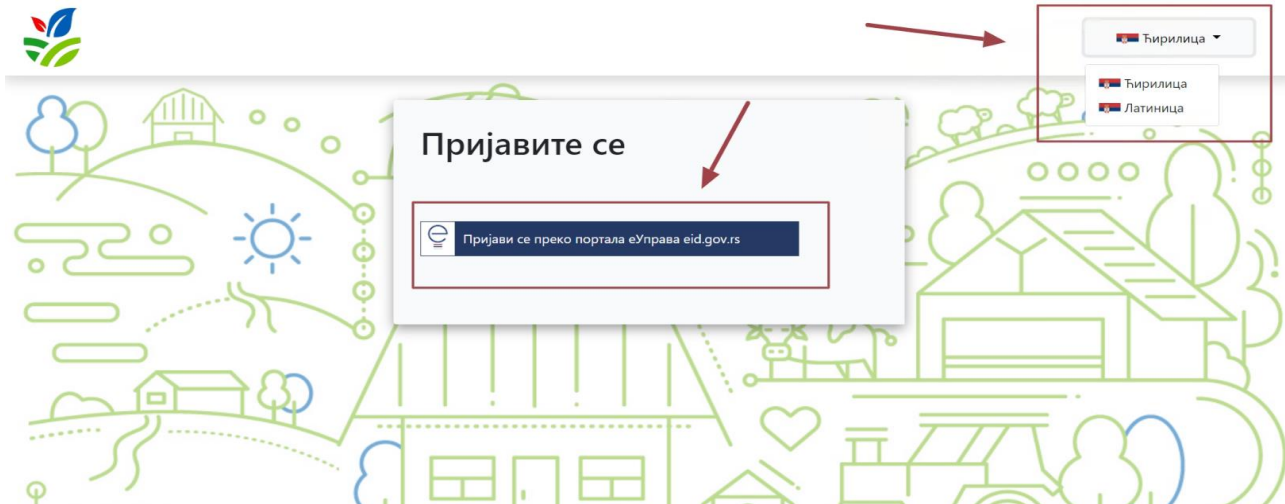 Ћирилица
Ћирилица
Латиница
Пријавите се
Пријави се преко портала еУправа eid.gov.rs